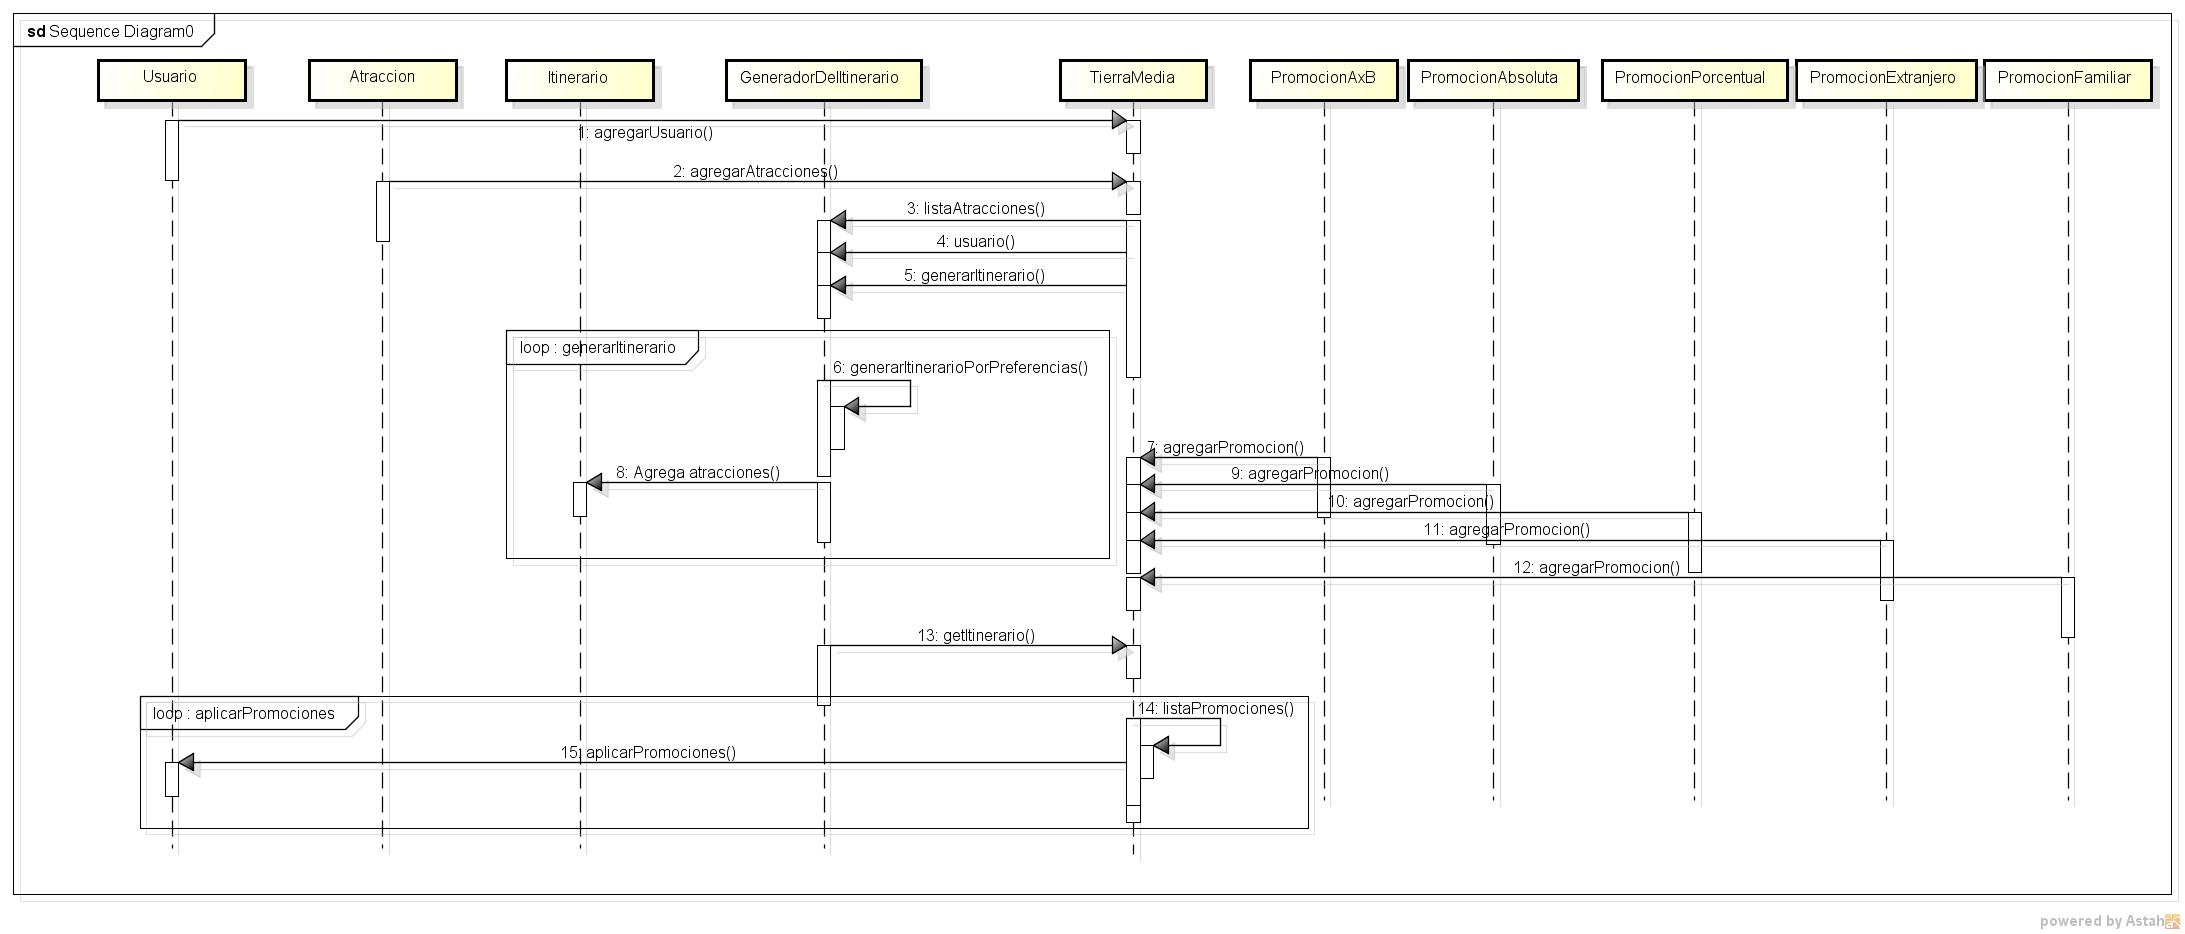 sd Sequence Diagram0
Usuario
Atraccion
Itinerario
GeneradorDelItinerario
TierraMedia
PromocionAxB
PromocionAbsoluta
PromocionPorcentual
PromocionExtranjero
PromocionFamiliar
1: agregarUsuario()
2: agregarAtracciones()
3: listaAtracciones()
4: usuario()
5: generarItinerario()
loop : generarItinerario
6: generarItinerarioPorPreferencias()
7: agregarPromocion()
8: Agrega atracciones()
9: agregarPromocion()
10: agregarPromocion()
11: agregarPromocion()
12: agregarPromocion()
13: getItinerario()
loop : aplicarPromociones
14: listaPromociones()
15: aplicarPromociones()
powered by Astah